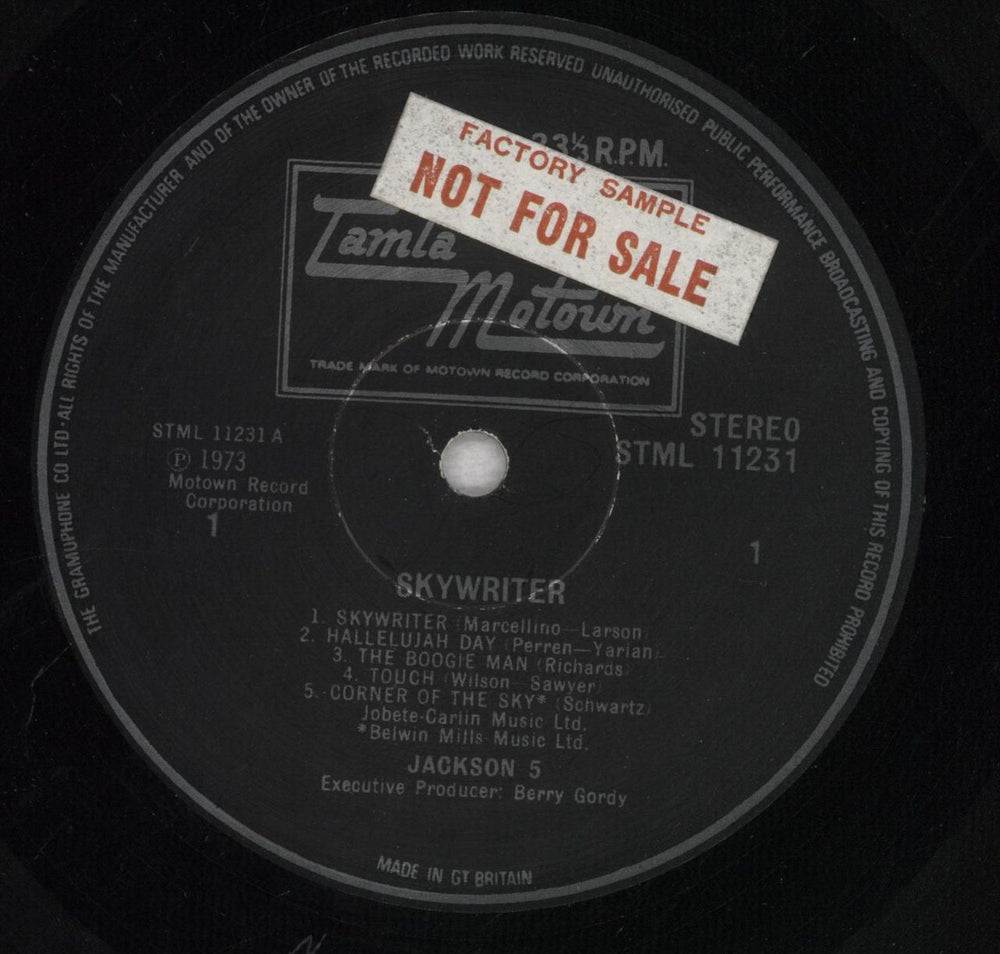 THE GRAMOPHONE CO LTD·ALL RIGHTS OF THE MANUFACTURER AND OF THE OWNER OF THE RECORDED WORK RESERVED UNAUTHORISED PUBLIC PERFORMANCE BROADCASTING AND COPYING OF THIS RECORD PROHIBITED
33⅓ R.P.M.
FACTORY SAMPLE
NOT FOR SALE
Tamla
Motown
TRADE MARK OF MOTOWN RECORD CORPORATION
STEREO
STML 11231
STML 11231 A
Ⓟ 1973
Motown Record
Corporation
1
1
SKYWRITER
1. SKYWRITER (Marcellino—Larson)
2. HALLELUJAH DAY (Perren—Yarian)
3. THE BOOGIE MAN (Richards)
4. TOUCH (Wilson—Sawyer)
5. CORNER OF THE SKY* (Schwartz)
Jobete-Carlin Music Ltd.
*Belwin Mills Music Ltd.
JACKSON 5
Executive Producer: Berry Gordy
MADE IN GT BRITAIN